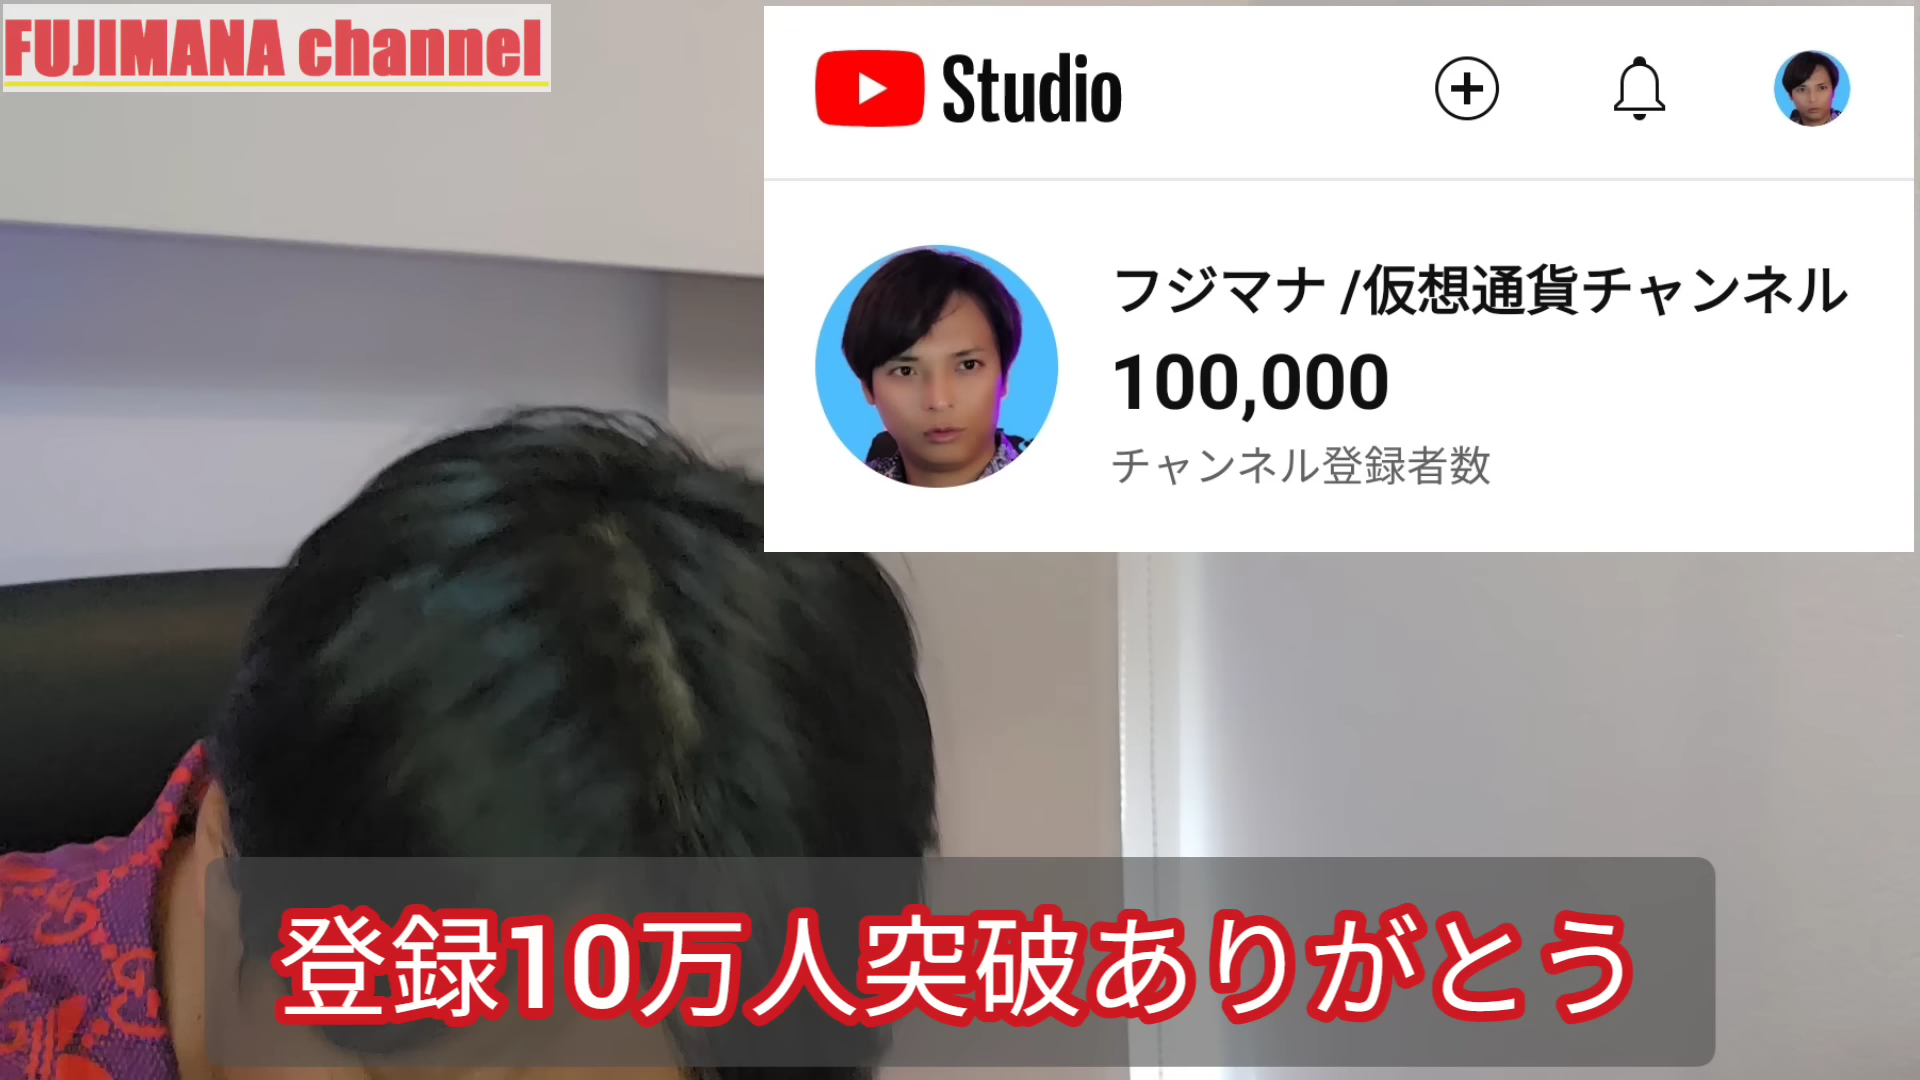 FUJIMANA channel
Studio
フジマナ /仮想通貨チャンネル
100,000
チャンネル登録者数
登録10万人突破ありがとう